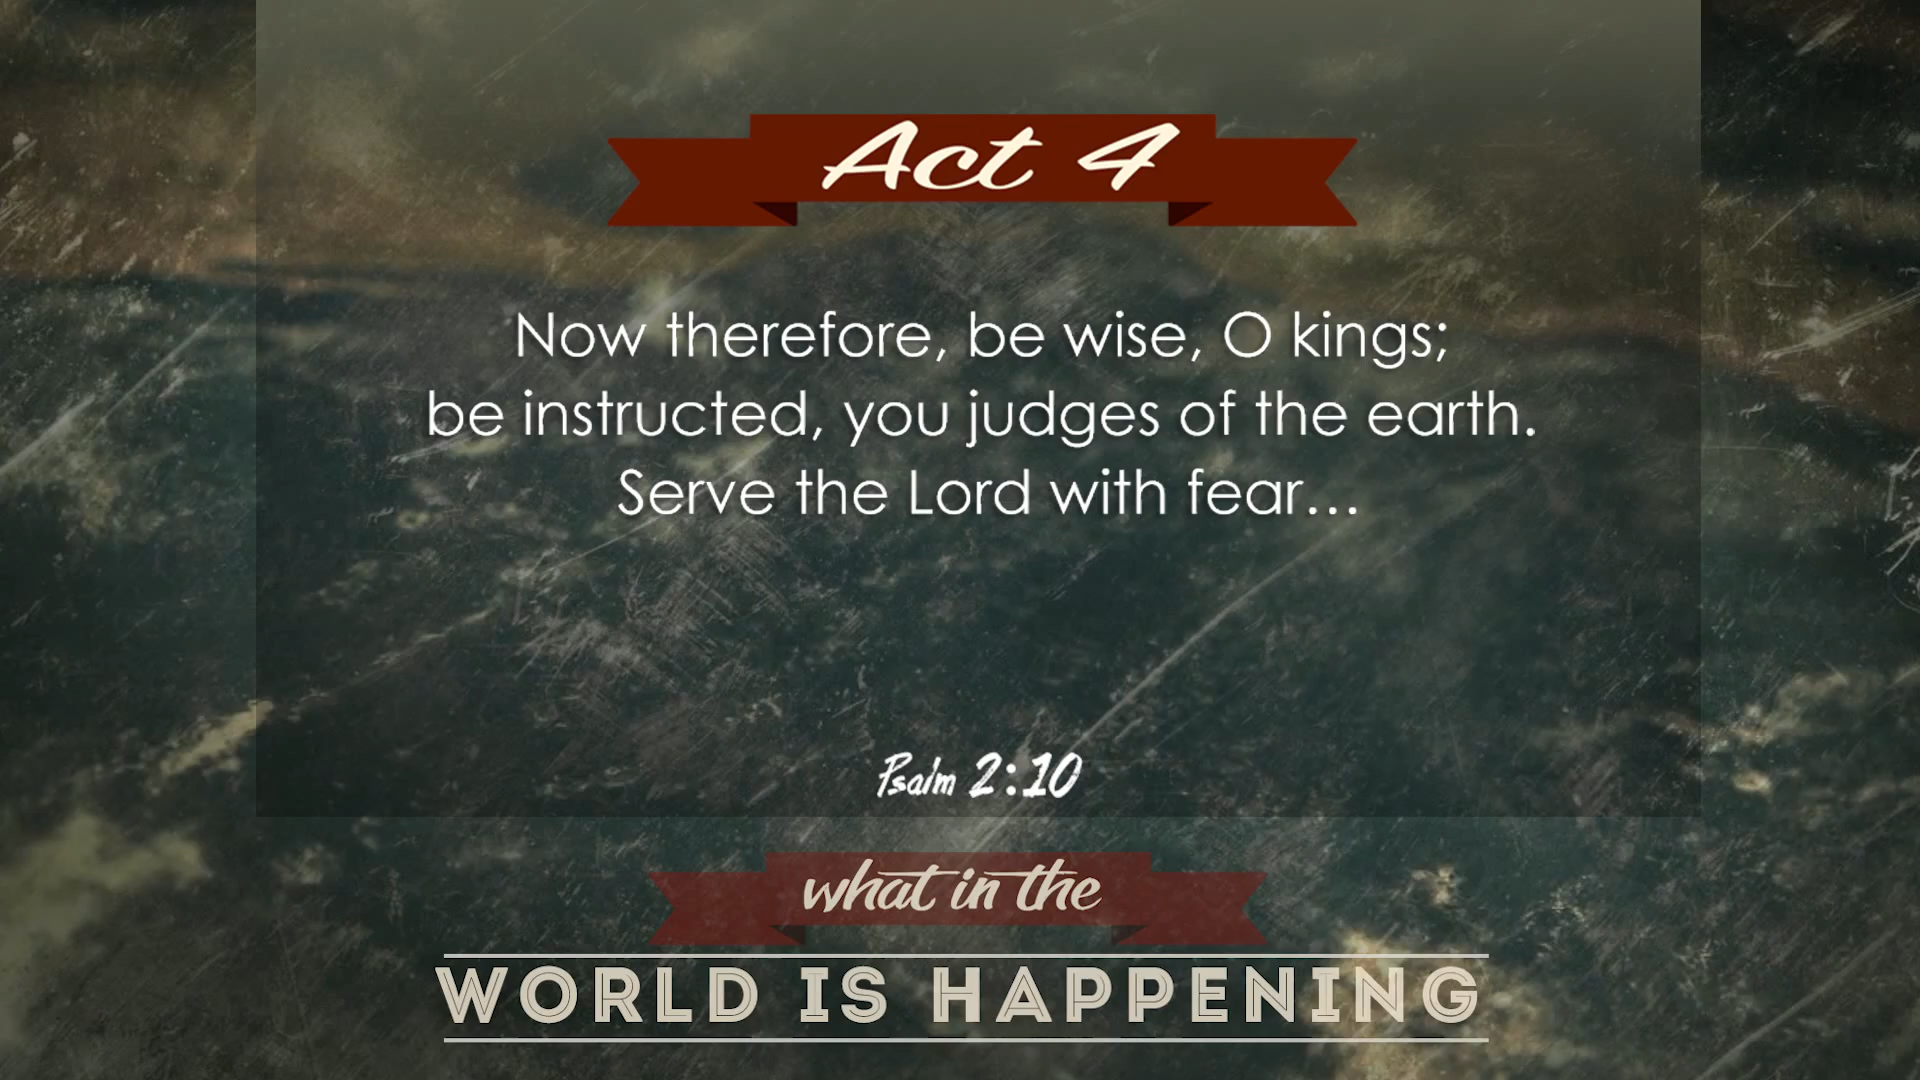 Act 4
Now therefore, be wise, O kings;
be instructed, you judges of the earth.
Serve the Lord with fear…
Psalm 2:10
what in the
WORLD IS HAPPENING